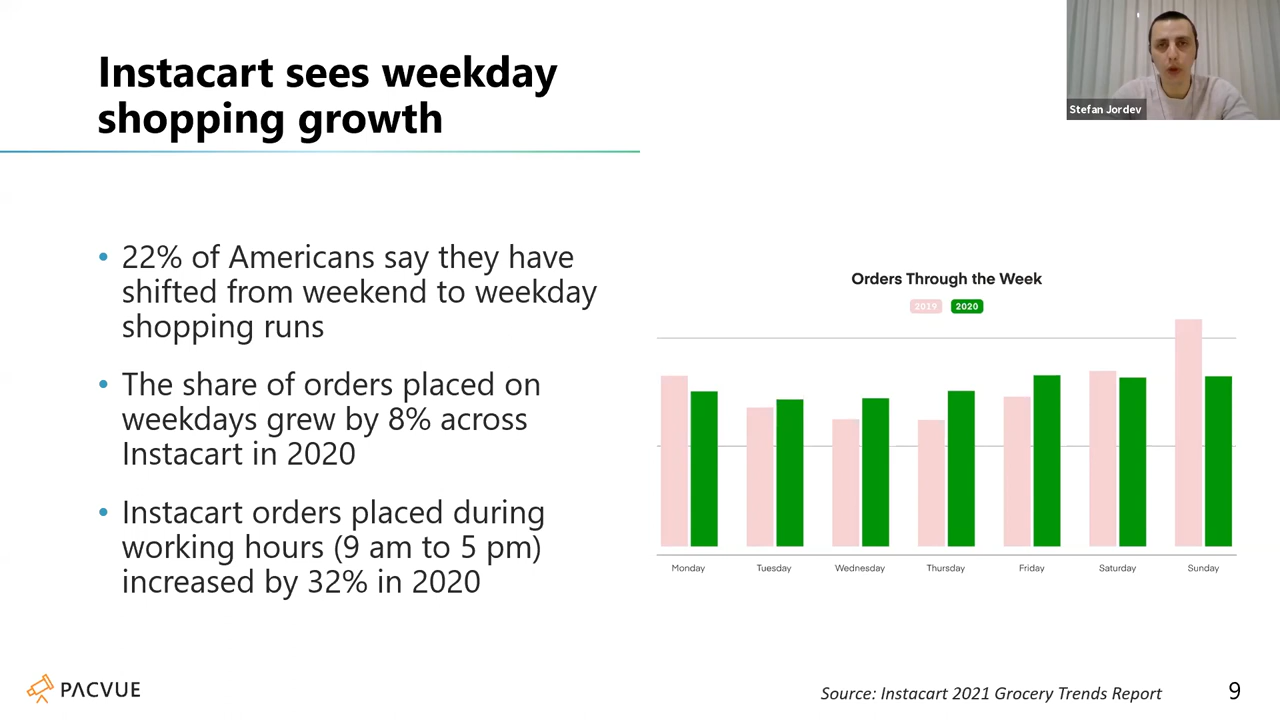 Instacart sees weekday
shopping growth
Stefan Jordev
• 22% of Americans say they have
shifted from weekend to weekday
shopping runs
• The share of orders placed on
weekdays grew by 8% across
Instacart in 2020
• Instacart orders placed during
working hours (9 am to 5 pm)
increased by 32% in 2020
Orders Through the Week
2019 2020
Monday Tuesday Wednesday Thursday Friday Saturday Sunday
PACVUE
Source: Instacart 2021 Grocery Trends Report
9